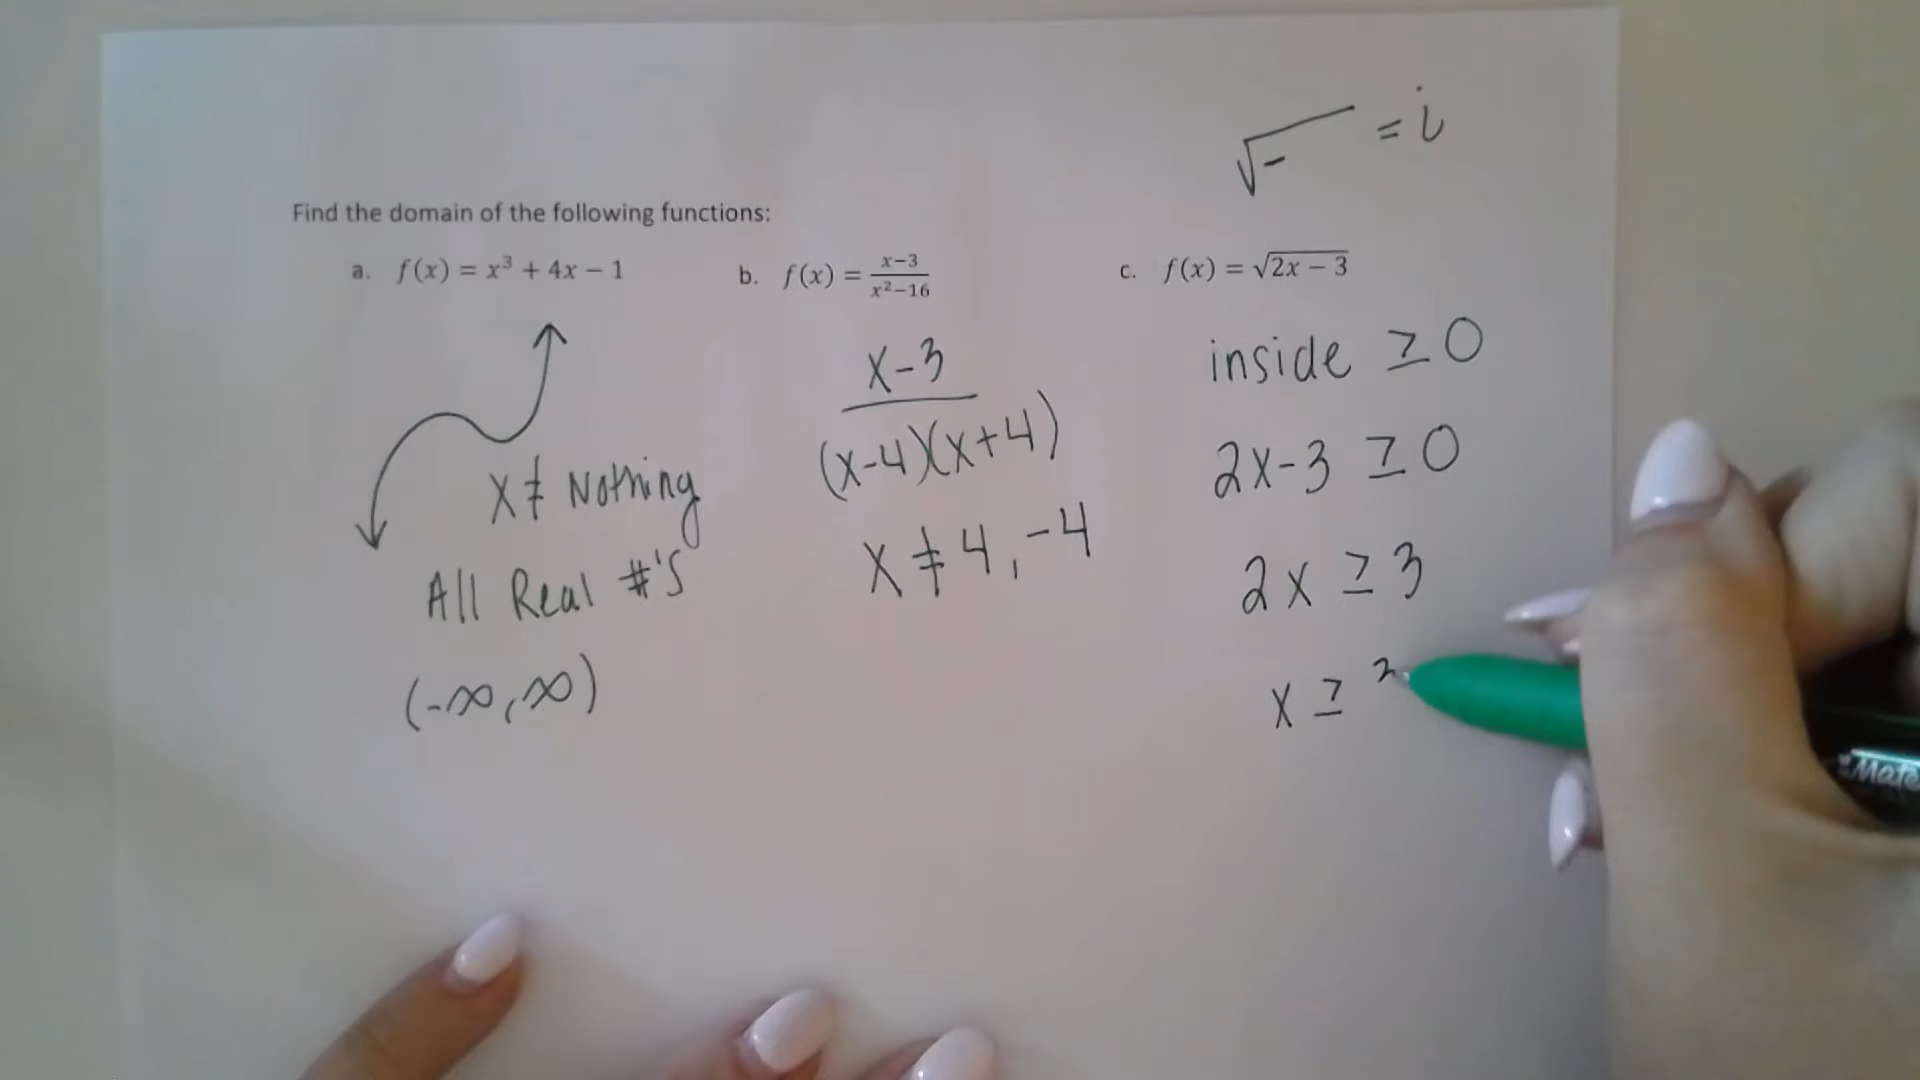 √- = i
Find the domain of the following functions:
a. f(x) = x³ + 4x − 1
x ≠ Nothing
All Real #'s
(-∞, ∞)
b. f(x) = x−3 / x²−16
x-3
(x-4)(x+4)
x ≠ 4, -4
c. f(x) = √2x − 3
inside ≥ 0
2x-3 ≥ 0
2x ≥ 3
x ≥